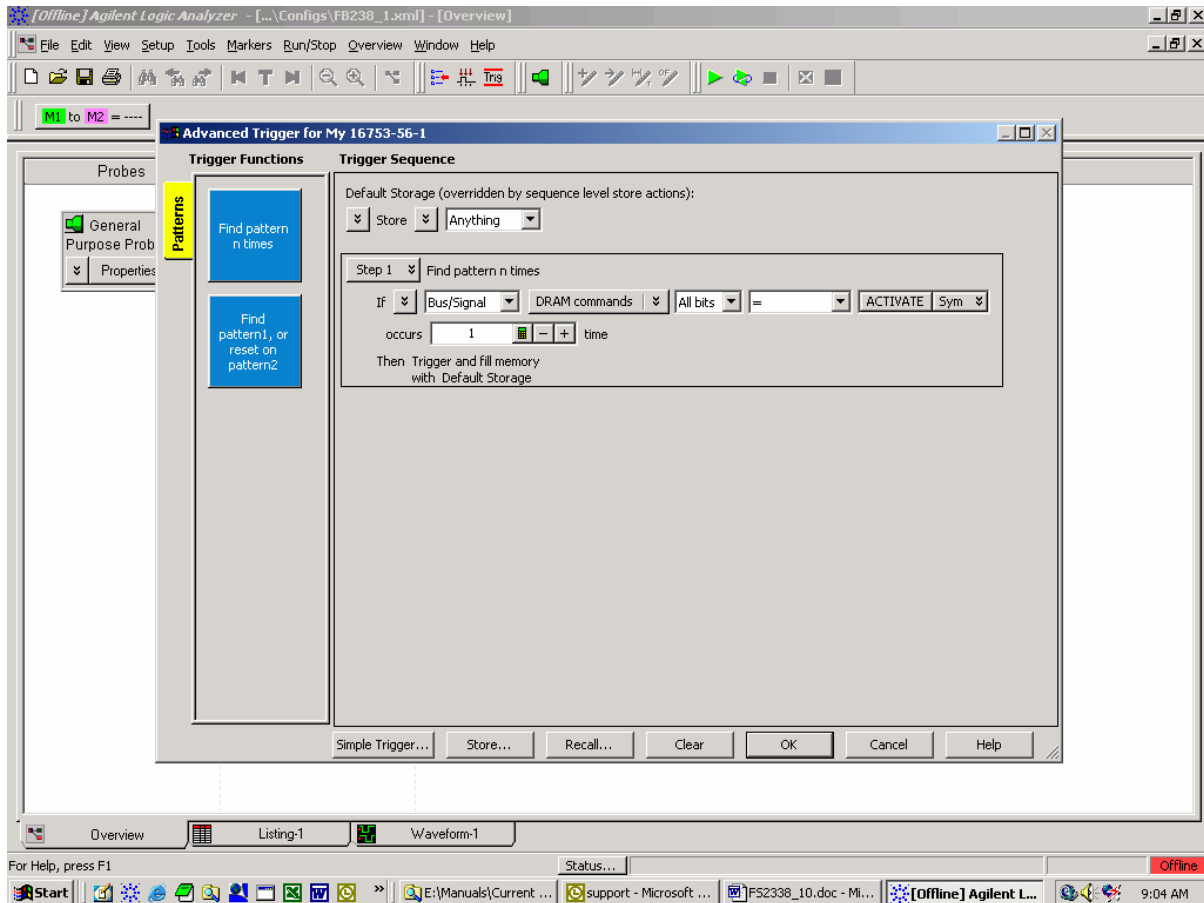 [Offline] Agilent Logic Analyzer - [...\Configs\FB238_1.xml] - [Overview]
File Edit View Setup Tools Markers Run/Stop Overview Window Help
Trig
M1 to M2 = ----
Advanced Trigger for My 16753-56-1
Probes
General
Purpose Prob
Properties
Patterns
Trigger Functions
Find pattern
n times
Find
pattern1, or
reset on
pattern2
Trigger Sequence
Default Storage (overridden by sequence level store actions):
Store Anything
Step 1 Find pattern n times
If Bus/Signal DRAM commands All bits = ACTIVATE Sym
occurs 1 − + time
Then Trigger and fill memory
with Default Storage
Simple Trigger... Store... Recall... Clear OK Cancel Help
Overview Listing-1 Waveform-1
For Help, press F1 Status... Offline
Start » E:\Manuals\Current ... support - Microsoft ... FS2338_10.doc - Mi... [Offline] Agilent L... 9:04 AM